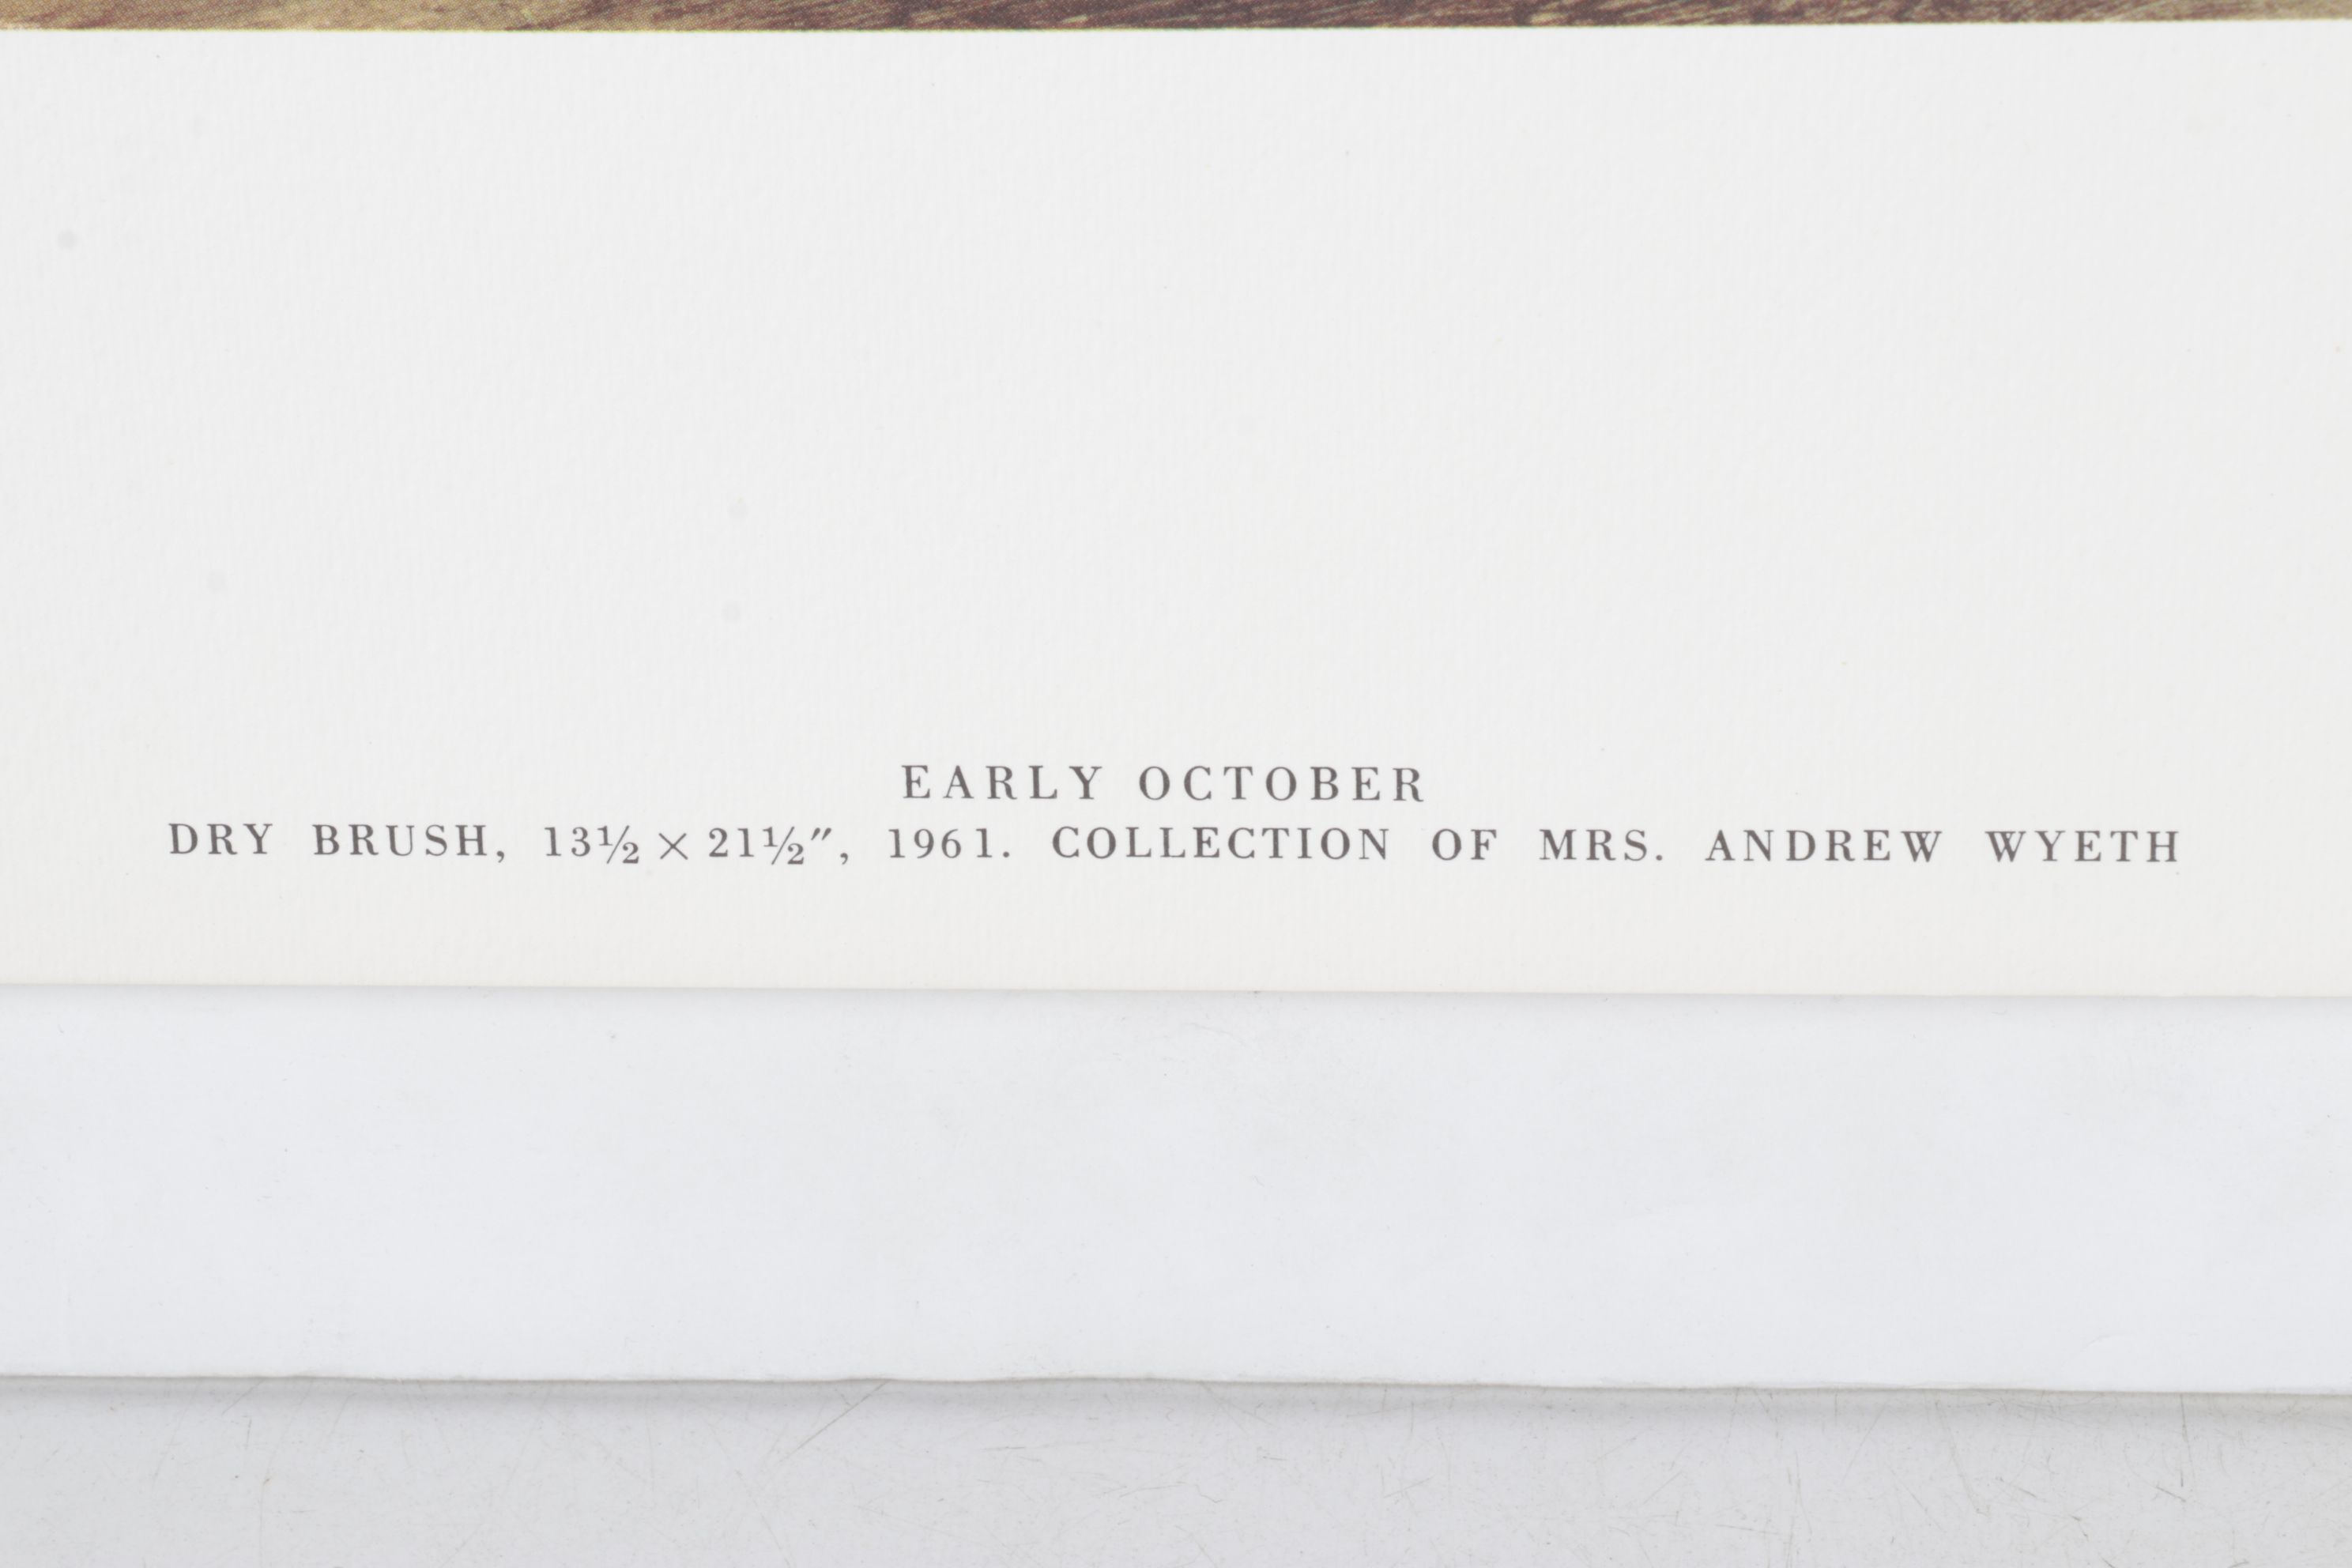 EARLY OCTOBER
DRY BRUSH, 13½ × 21½″, 1961. COLLECTION OF MRS. ANDREW WYETH